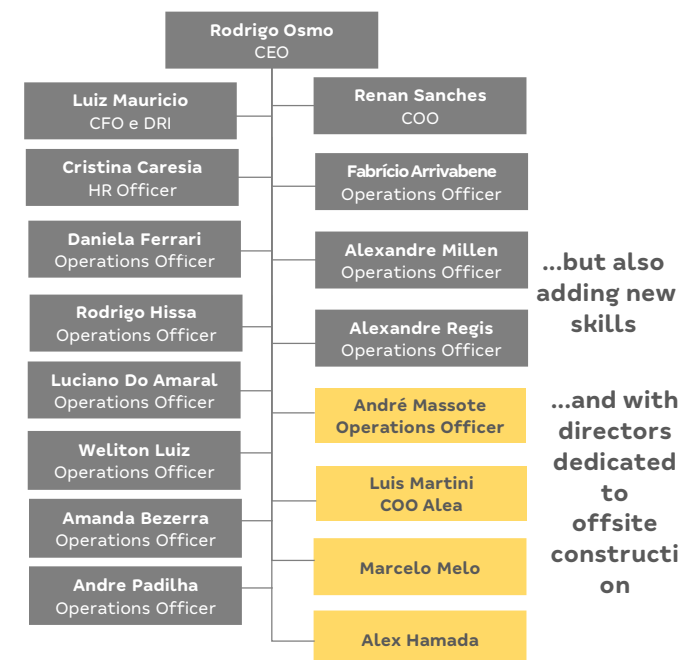 Rodrigo Osmo
CEO
Luiz Mauricio
CFO e DRI
Cristina Caresia
HR Officer
Daniela Ferrari
Operations Officer
Rodrigo Hissa
Operations Officer
Luciano Do Amaral
Operations Officer
Weliton Luiz
Operations Officer
Amanda Bezerra
Operations Officer
Andre Padilha
Operations Officer
Renan Sanches
COO
Fabrício Arrivabene
Operations Officer
Alexandre Millen
Operations Officer
Alexandre Regis
Operations Officer
André Massote
Operations Officer
Luis Martini
COO Alea
Marcelo Melo
Alex Hamada
...but also
adding new
skills
...and with
directors
dedicated
to
offsite
constructi
on